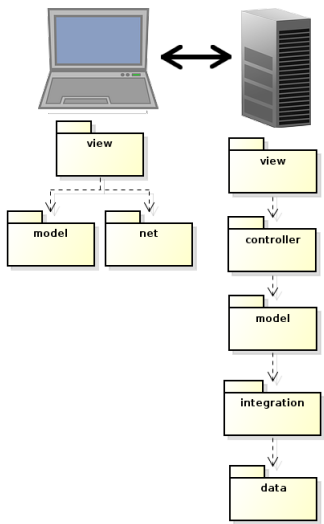 view
model
net
view
controller
model
integration
data